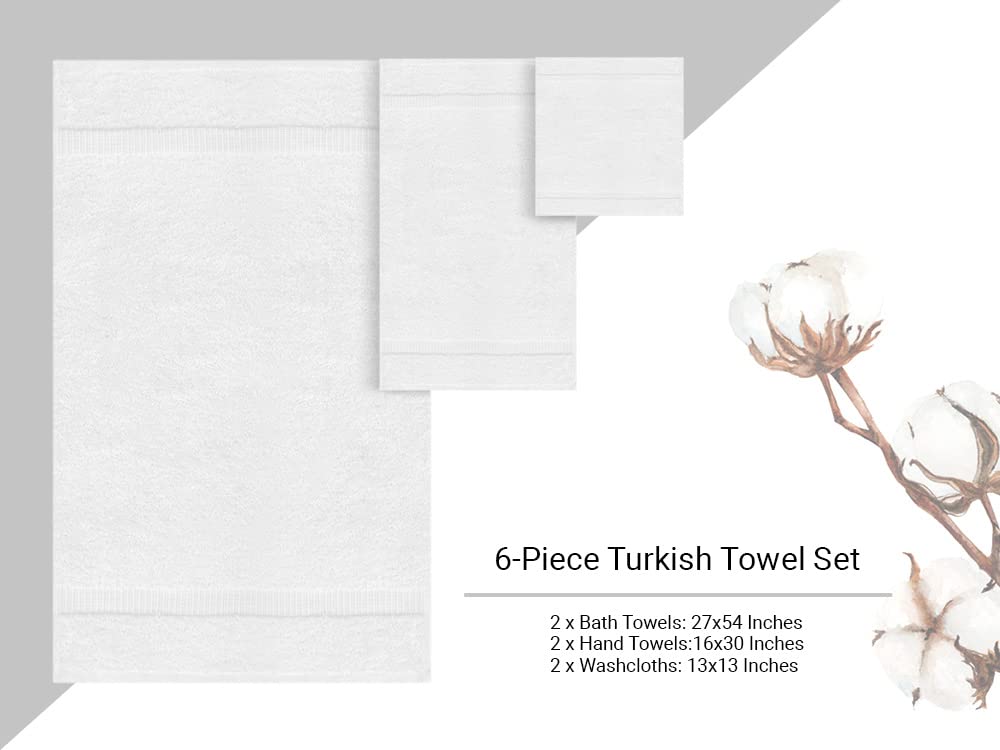 6-Piece Turkish Towel Set
2 x Bath Towels: 27x54 Inches
2 x Hand Towels:16x30 Inches
2 x Washcloths: 13x13 Inches